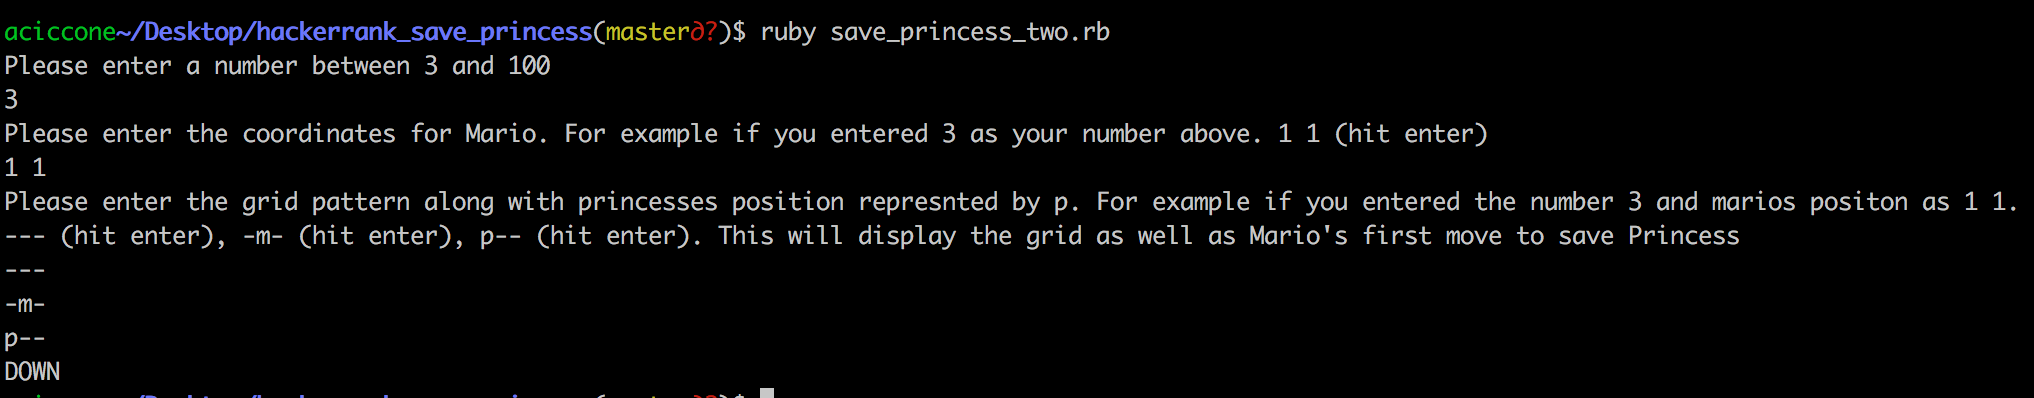 aciccone~/Desktop/hackerrank_save_princess(master∂?)$ ruby save_princess_two.rb
Please enter a number between 3 and 100
3
Please enter the coordinates for Mario. For example if you entered 3 as your number above. 1 1 (hit enter)
1 1
Please enter the grid pattern along with princesses position represnted by p. For example if you entered the number 3 and marios positon as 1 1.
--- (hit enter), -m- (hit enter), p-- (hit enter). This will display the grid as well as Mario's first move to save Princess
---
-m-
p--
DOWN